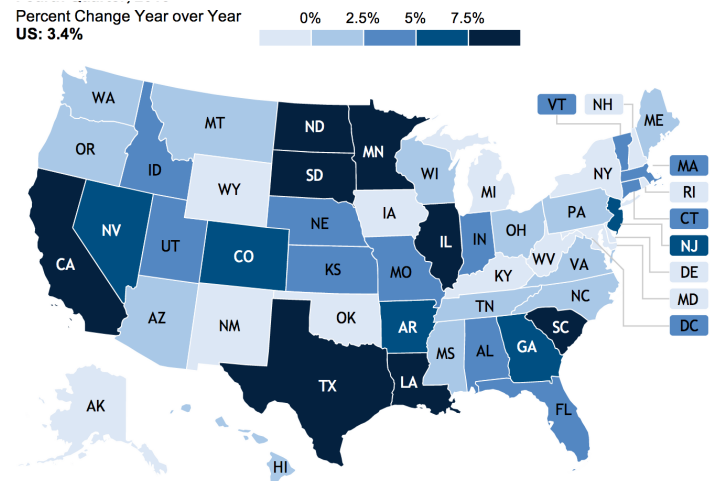 Percent Change Year over Year
US: 3.4%
0% 2.5% 5% 7.5%
WA
MT
ND
MN
VT NH
ME
OR
ID
SD
WI
MA
WY
MI
NY
RI
NV
NE
IA
PA
CT
UT
CO
IL
IN
OH
NJ
CA
KS
MO
WV
VA
DE
KY
MD
AZ
NM
OK
AR
TN
NC
DC
MS
AL
GA
SC
TX
LA
AK
FL
HI